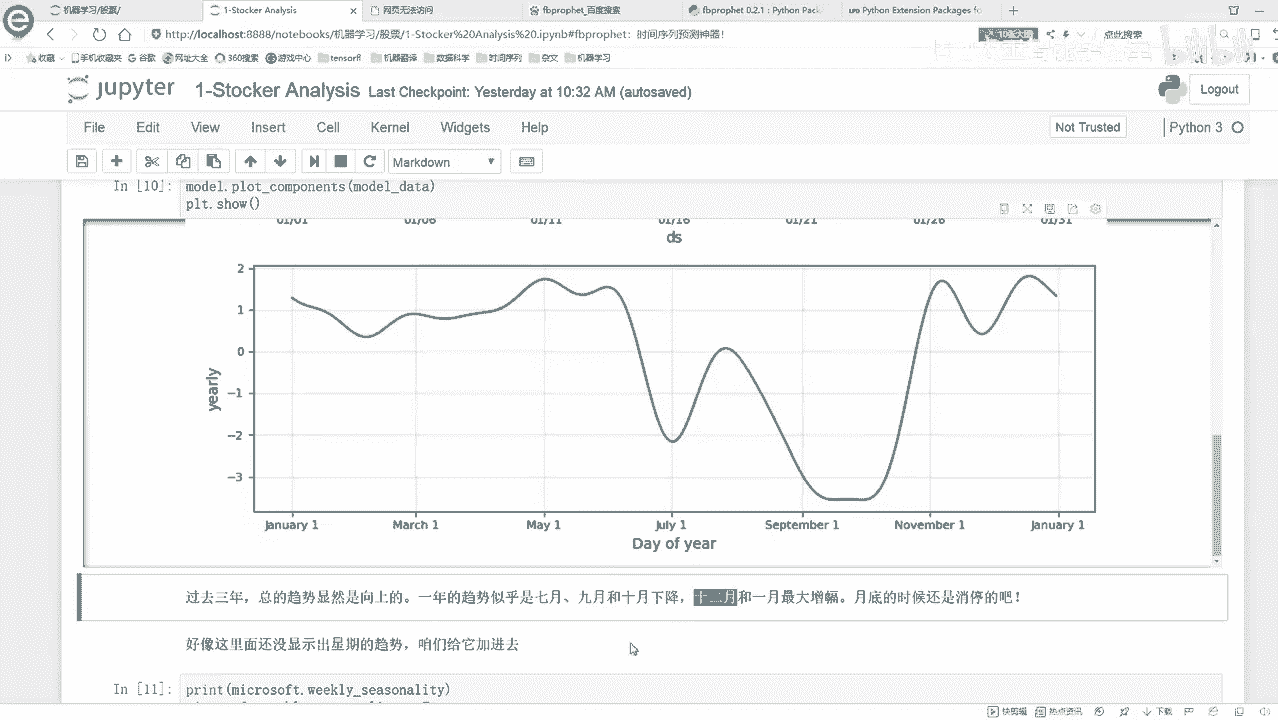 机器学习/股票/
1-Stocker Analysis
网页无法访问
fbprophet_百度搜索
fbprophet 0.2.1 : Python Pack
Python Extension Packages fo
http://localhost:8888/notebooks/机器学习/股票/1-Stocker%20Analysis%20.ipynb#fbprophet：时间序列预测神器！
点此搜索
收藏
手机收藏夹
谷歌
网址大全
360搜索
游戏中心
tensorfl
机器翻译
数据科学
时间序列
杂文
机器学习
jupyter
1-Stocker Analysis
Last Checkpoint: Yesterday at 10:32 AM (autosaved)
Logout
File Edit View Insert Cell Kernel Widgets Help
Not Trusted
Python 3
Markdown
In [10]:
model.plot_components(model_data)
plt.show()
01/01 01/06 01/11 01/16 01/21 01/26 01/31
ds
2
1
0
−1
−2
−3
yearly
January 1 March 1 May 1 July 1 September 1 November 1 January 1
Day of year
过去三年，总的趋势显然是向上的。一年的趋势似乎是七月、九月和十月下降，十二月和一月最大增幅。月底的时候还是消停的吧！
好像这里面还没显示出星期的趋势，咱们给它加进去
In [11]:
print(microsoft.weekly_seasonality)
快剪辑
热点资讯
下载